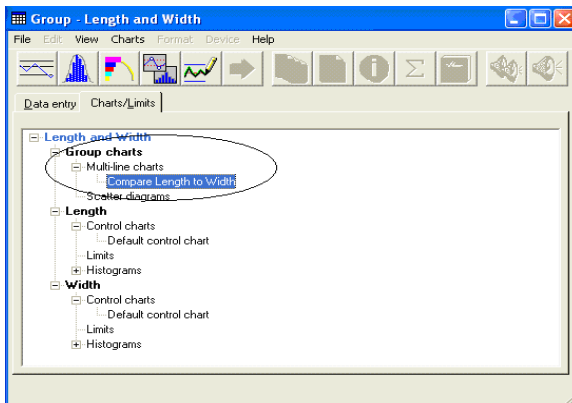 Group - Length and Width
File Edit View Charts Format Device Help
Data entry Charts/Limits
Length and Width
Group charts
Multi-line charts
Compare Length to Width
Scatter diagrams
Length
Control charts
Default control chart
Limits
Histograms
Width
Control charts
Default control chart
Limits
Histograms